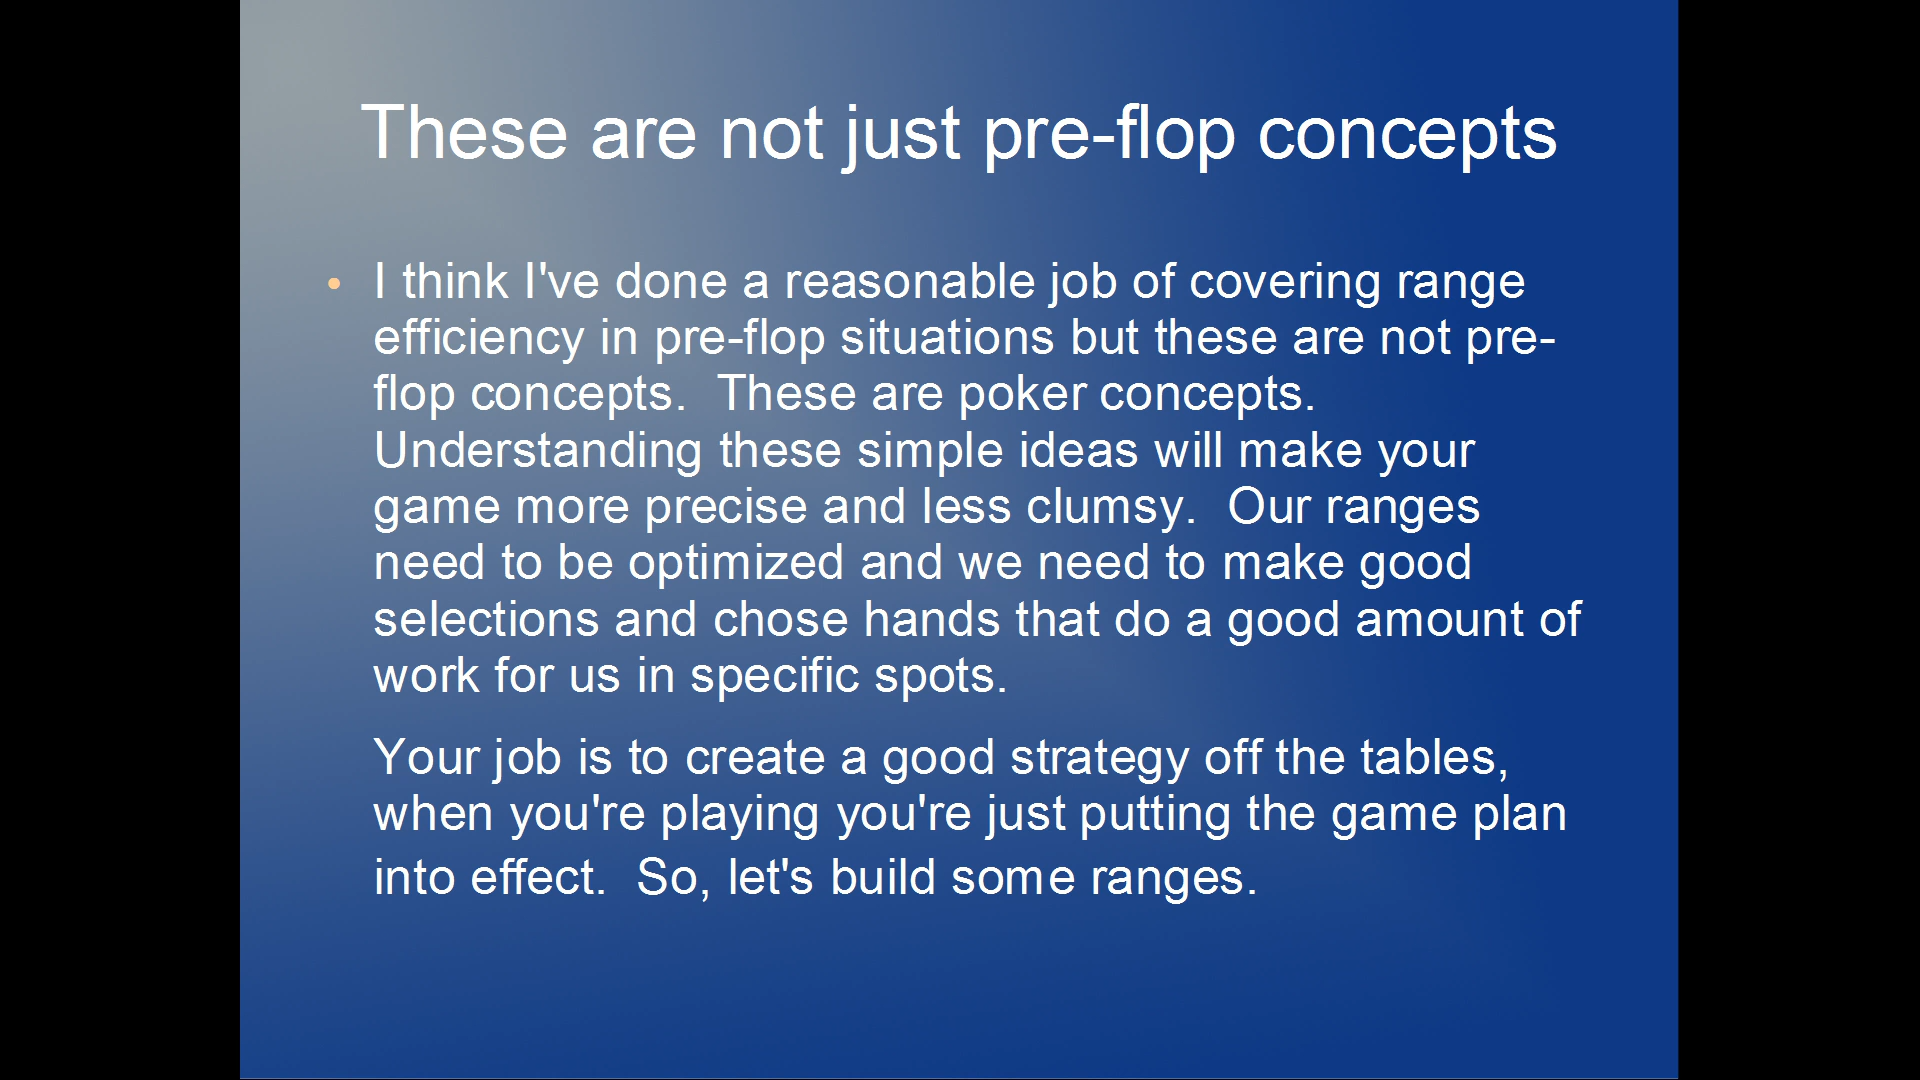 These are not just pre-flop concepts
• I think I've done a reasonable job of covering range
efficiency in pre-flop situations but these are not pre-
flop concepts.  These are poker concepts.
Understanding these simple ideas will make your
game more precise and less clumsy.  Our ranges
need to be optimized and we need to make good
selections and chose hands that do a good amount of
work for us in specific spots.
Your job is to create a good strategy off the tables,
when you're playing you're just putting the game plan
into effect.  So, let's build some ranges.